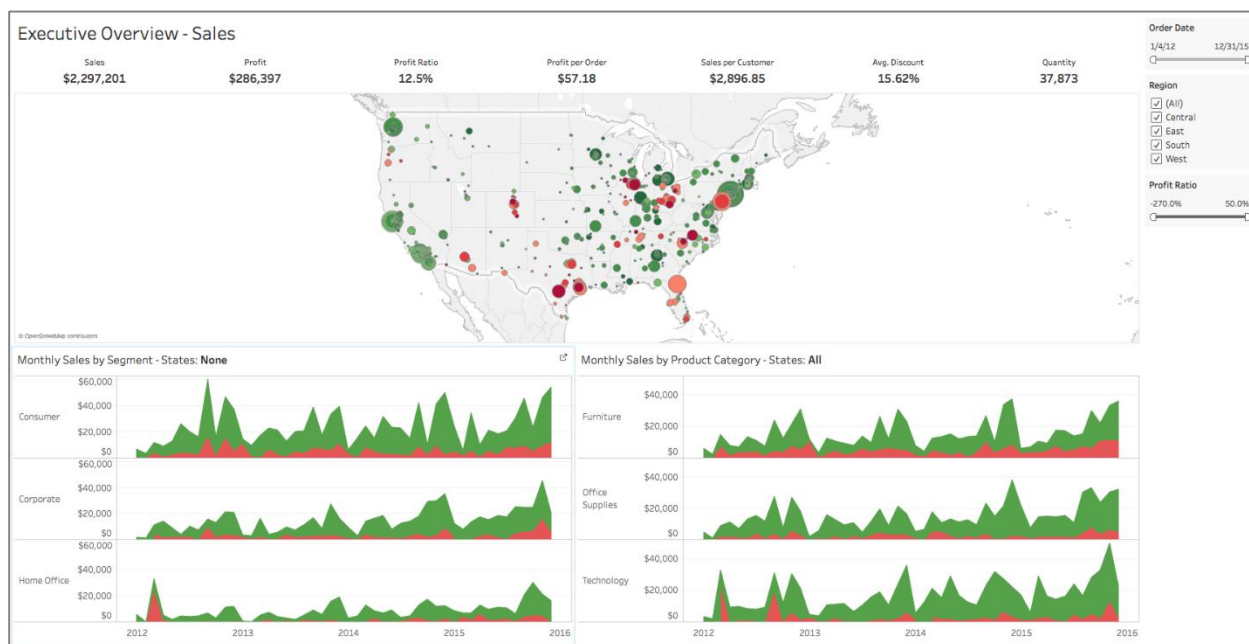 Executive Overview - Sales
Sales Profit Profit Ratio Profit per Order Sales per Customer Avg. Discount Quantity
$2,297,201 $286,397 12.5% $57.18 $2,896.85 15.62% 37,873
Order Date
1/4/12 12/31/15
Region
(All)
Central
East
South
West
Profit Ratio
-270.0% 50.0%
© OpenStreetMap contributors
Monthly Sales by Segment - States: None
$60,000
$40,000
Consumer
$20,000
$0
$60,000
$40,000
Corporate
$20,000
$0
$60,000
$40,000
Home Office
$20,000
$0
2012 2013 2014 2015 2016
Monthly Sales by Product Category - States: All
$40,000
Furniture
$20,000
$0
$40,000
Office
Supplies
$20,000
$0
$40,000
Technology
$20,000
$0
2012 2013 2014 2015 2016